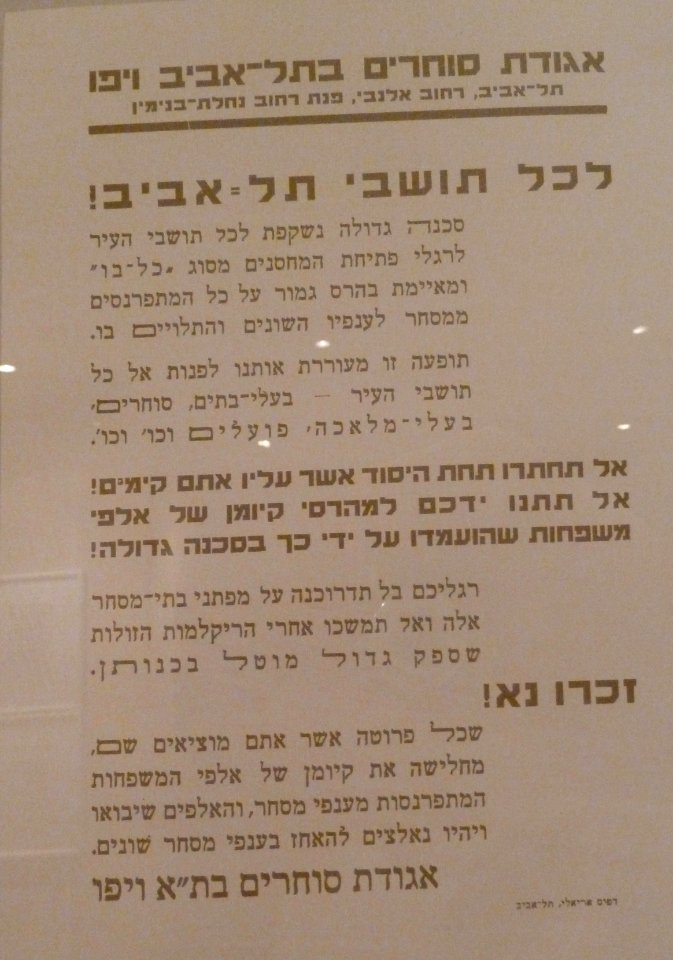 אגודת סוחרים בתל־אביב ויפו
תל־אביב, רחוב אלנבי, פנת רחוב נחלת־בנימין
לכל תושבי תל=אביב!
סכנה גדולה נשקפת לכל תושבי העיר
לרגלי פתיחת המחסנים מסוג „כל־בו”
ומאיימת בהרס גמור על כל המתפרנסים
ממסחר לענפיו השונים והתלויים בו.
תופעה זו מעוררת אותנו לפנות אל כל
תושבי העיר — בעלי־בתים, סוחרים,
בעלי־מלאכה, פועלים וכו׳ וכו׳.
אל תחתרו תחת היסוד אשר עליו אתם קימים!
אל תתנו ידכם למהרסי קיומן של אלפי
משפחות שהועמדו על ידי כך בסכנה גדולה!
רגליכם בל תדרוכנה על מפתני בתי־מסחר
אלה ואל תמשכו אחרי הריקלמות הזולות
שספק גדול מוטל בכנותן.
זכרו נא!
שכל פרוטה אשר אתם מוציאים שם,
מחלישה את קיומן של אלפי המשפחות
המתפרנסות מענפי מסחר, והאלפים שיבואו
ויהיו נאלצים להאחז בענפי מסחר שונים.
אגודת סוחרים בת״א ויפו
דפוס אריאלי, תל־אביב